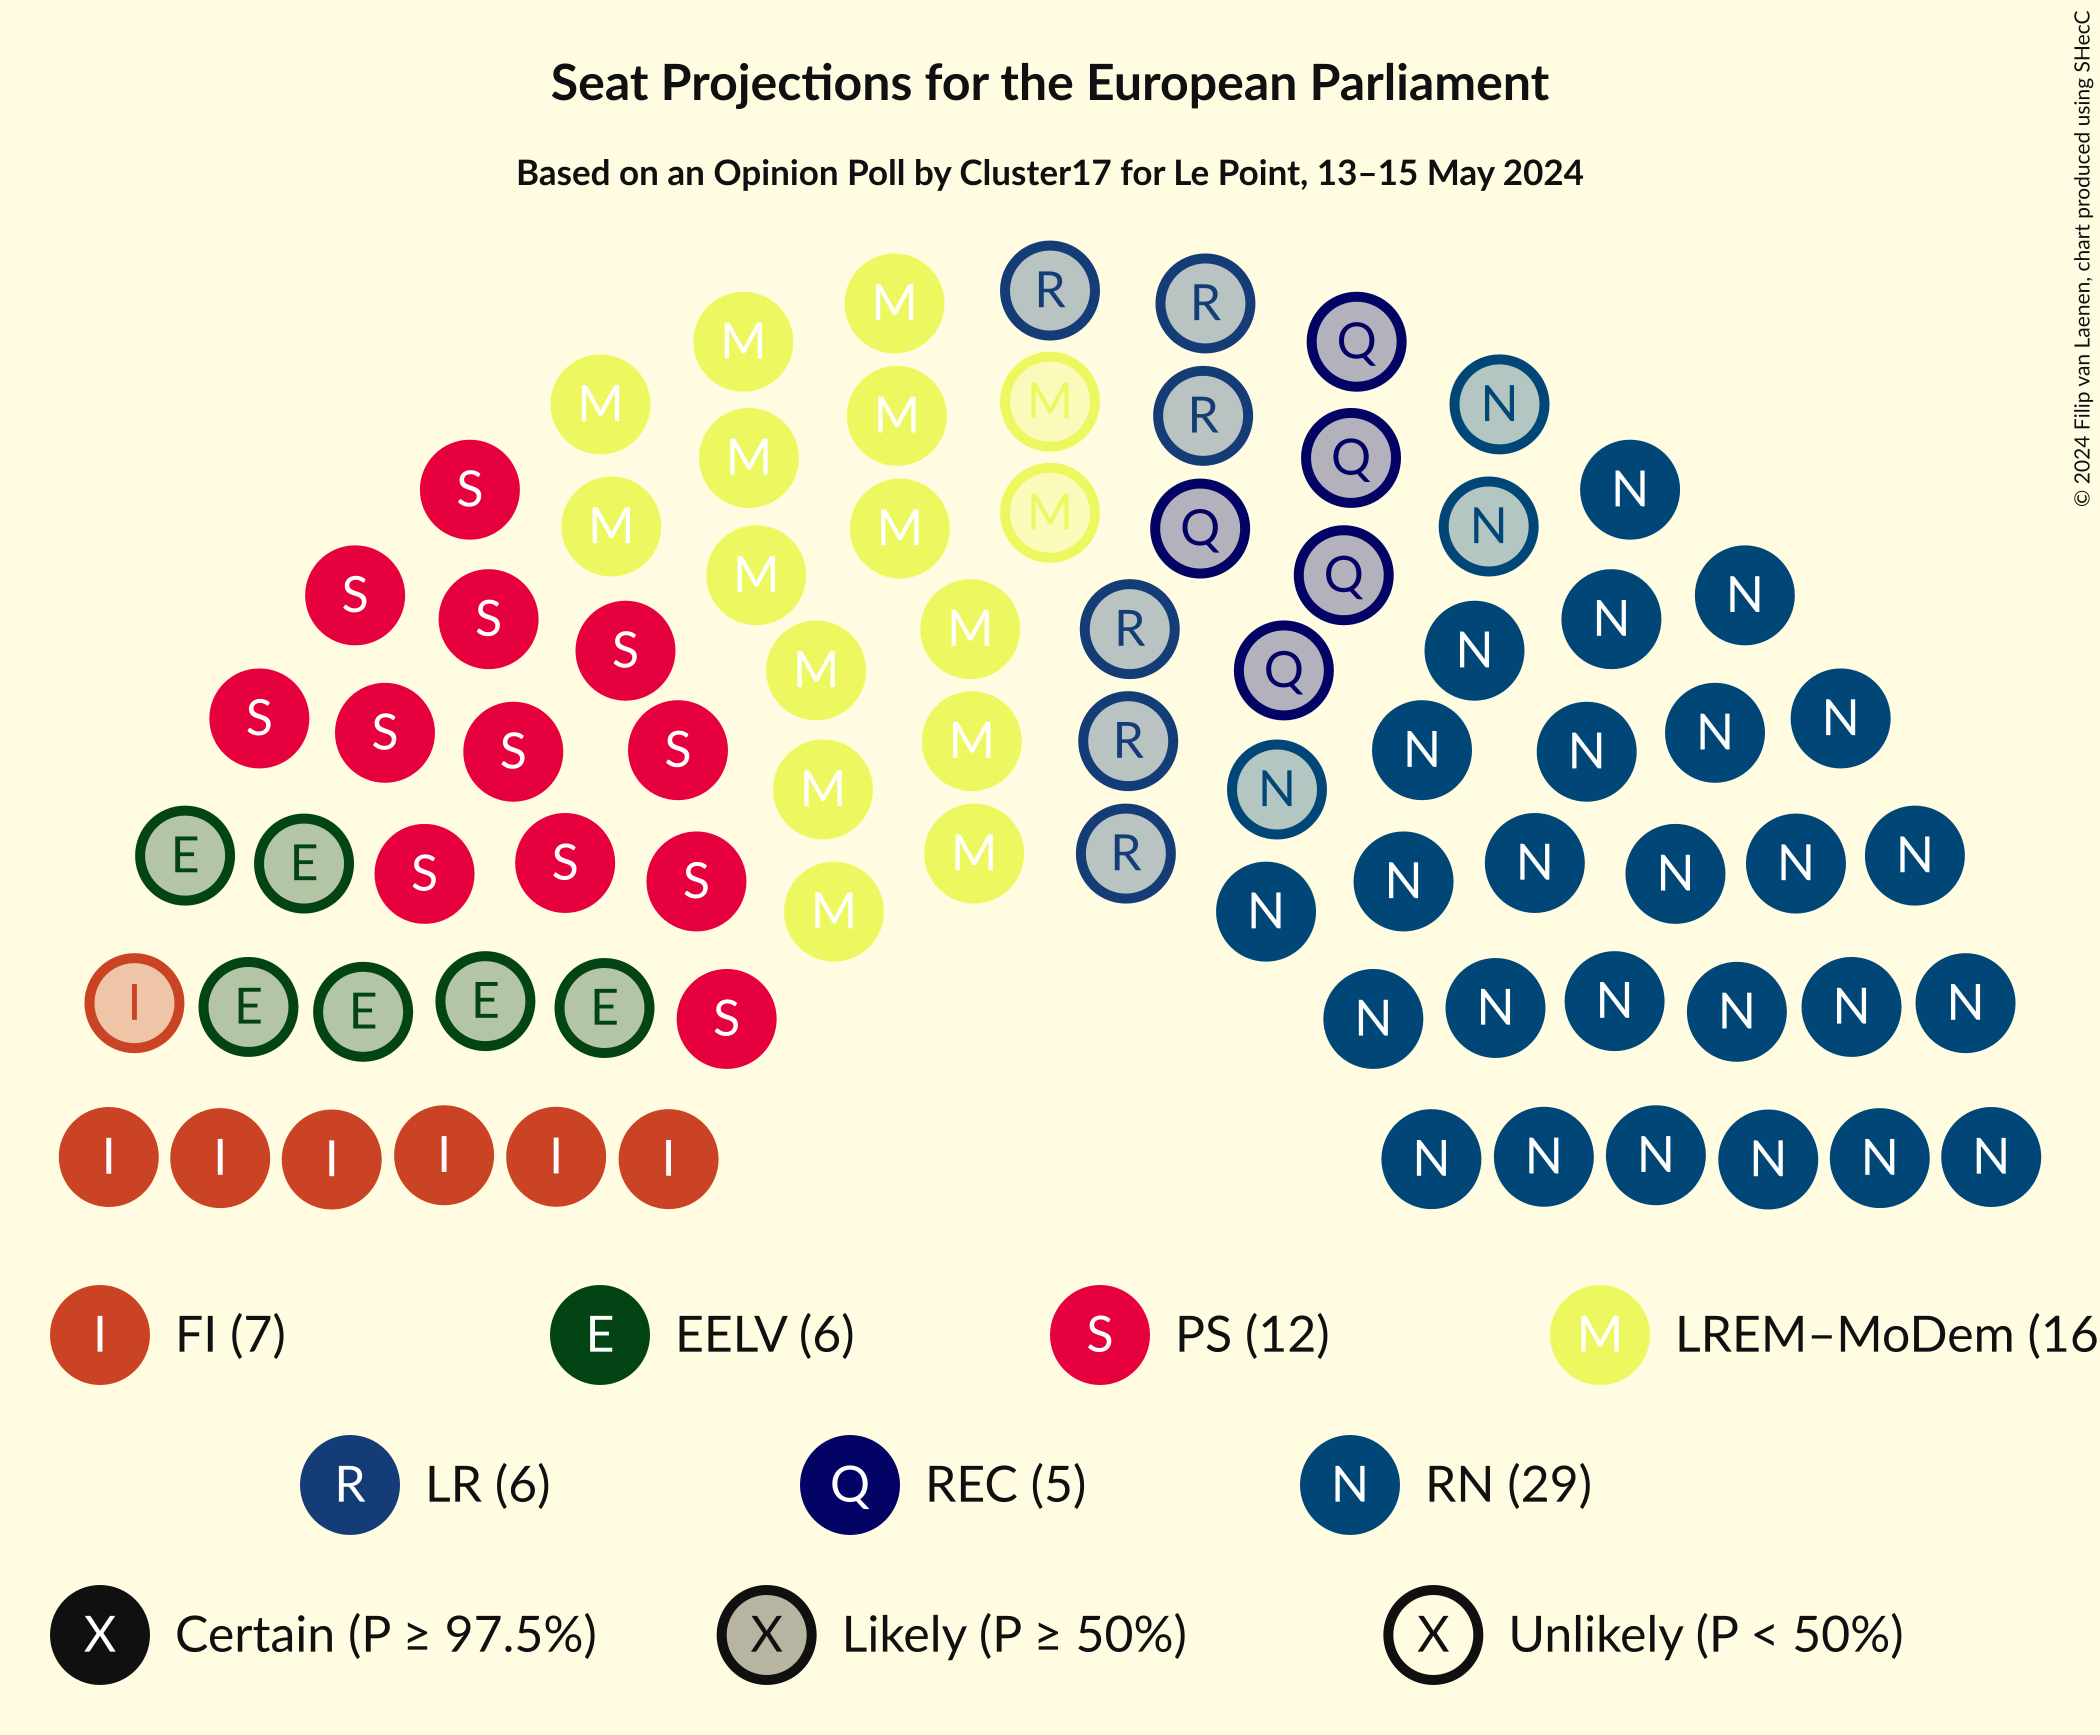 Seat Projections for the European Parliament
Based on an Opinion Poll by Cluster17 for Le Point, 13–15 May 2024
© 2024 Filip van Laenen, chart produced using SHecC
R
M M R R Q
M M N
M M M R Q
S M N N
M M M Q
S S S M M Q N N N
M R
S S S S M N N N N
M M R
E E S S S M R N N N N N N
M N
I E E E E S N N N N N N
I I I I I I N N N N N N
I FI (7) E EELV (6) S PS (12) M LREM–MoDem (16
R LR (6) Q REC (5) N RN (29)
X Certain (P ≥ 97.5%) X Likely (P ≥ 50%) X Unlikely (P < 50%)